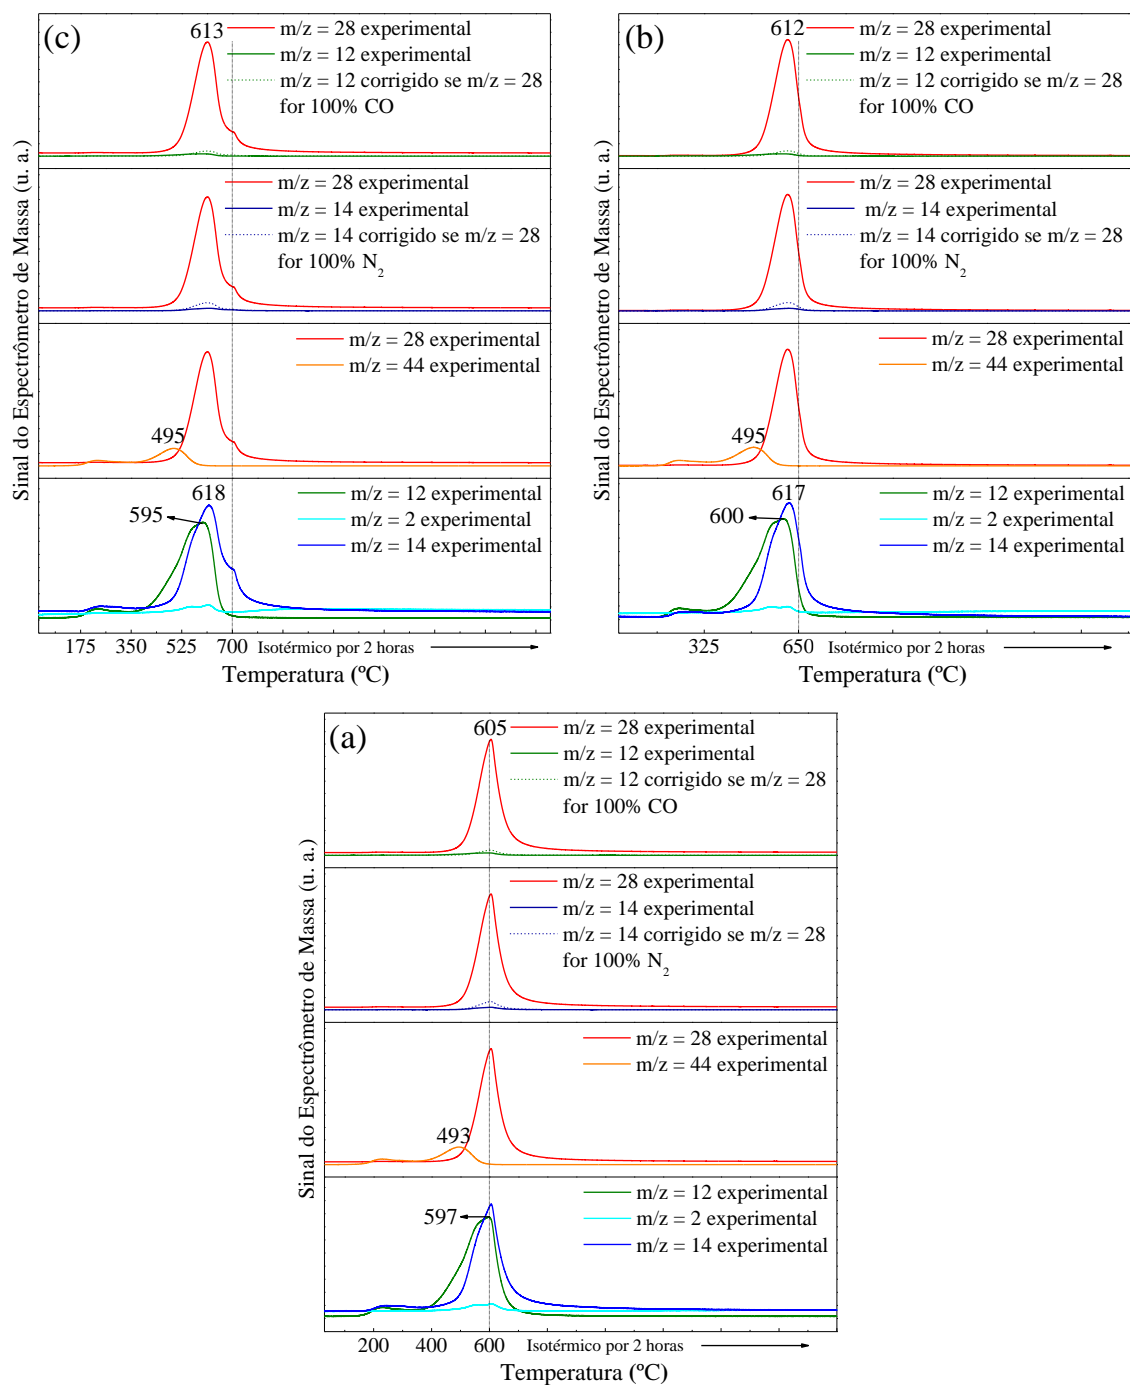 (c)
613
m/z = 28 experimental
m/z = 12 experimental
m/z = 12 corrigido se m/z = 28
for 100% CO
m/z = 28 experimental
m/z = 14 experimental
m/z = 14 corrigido se m/z = 28
for 100% N2
m/z = 28 experimental
m/z = 44 experimental
495
618
595
m/z = 12 experimental
m/z = 2 experimental
m/z = 14 experimental
Sinal do Espectrômetro de Massa (u. a.)
175 350 525 700 Isotérmico por 2 horas
Temperatura (ºC)
(b)
612
m/z = 28 experimental
m/z = 12 experimental
m/z = 12 corrigido se m/z = 28
for 100% CO
m/z = 28 experimental
m/z = 14 experimental
m/z = 14 corrigido se m/z = 28
for 100% N2
m/z = 28 experimental
m/z = 44 experimental
495
617
600
m/z = 12 experimental
m/z = 2 experimental
m/z = 14 experimental
Sinal do Espectrômetro de Massa (u. a.)
325 650 Isotérmico por 2 horas
Temperatura (ºC)
(a)
605
m/z = 28 experimental
m/z = 12 experimental
m/z = 12 corrigido se m/z = 28
for 100% CO
m/z = 28 experimental
m/z = 14 experimental
m/z = 14 corrigido se m/z = 28
for 100% N2
m/z = 28 experimental
m/z = 44 experimental
493
597
m/z = 12 experimental
m/z = 2 experimental
m/z = 14 experimental
Sinal do Espectrômetro de Massa (u. a.)
200 400 600 Isotérmico por 2 horas
Temperatura (ºC)